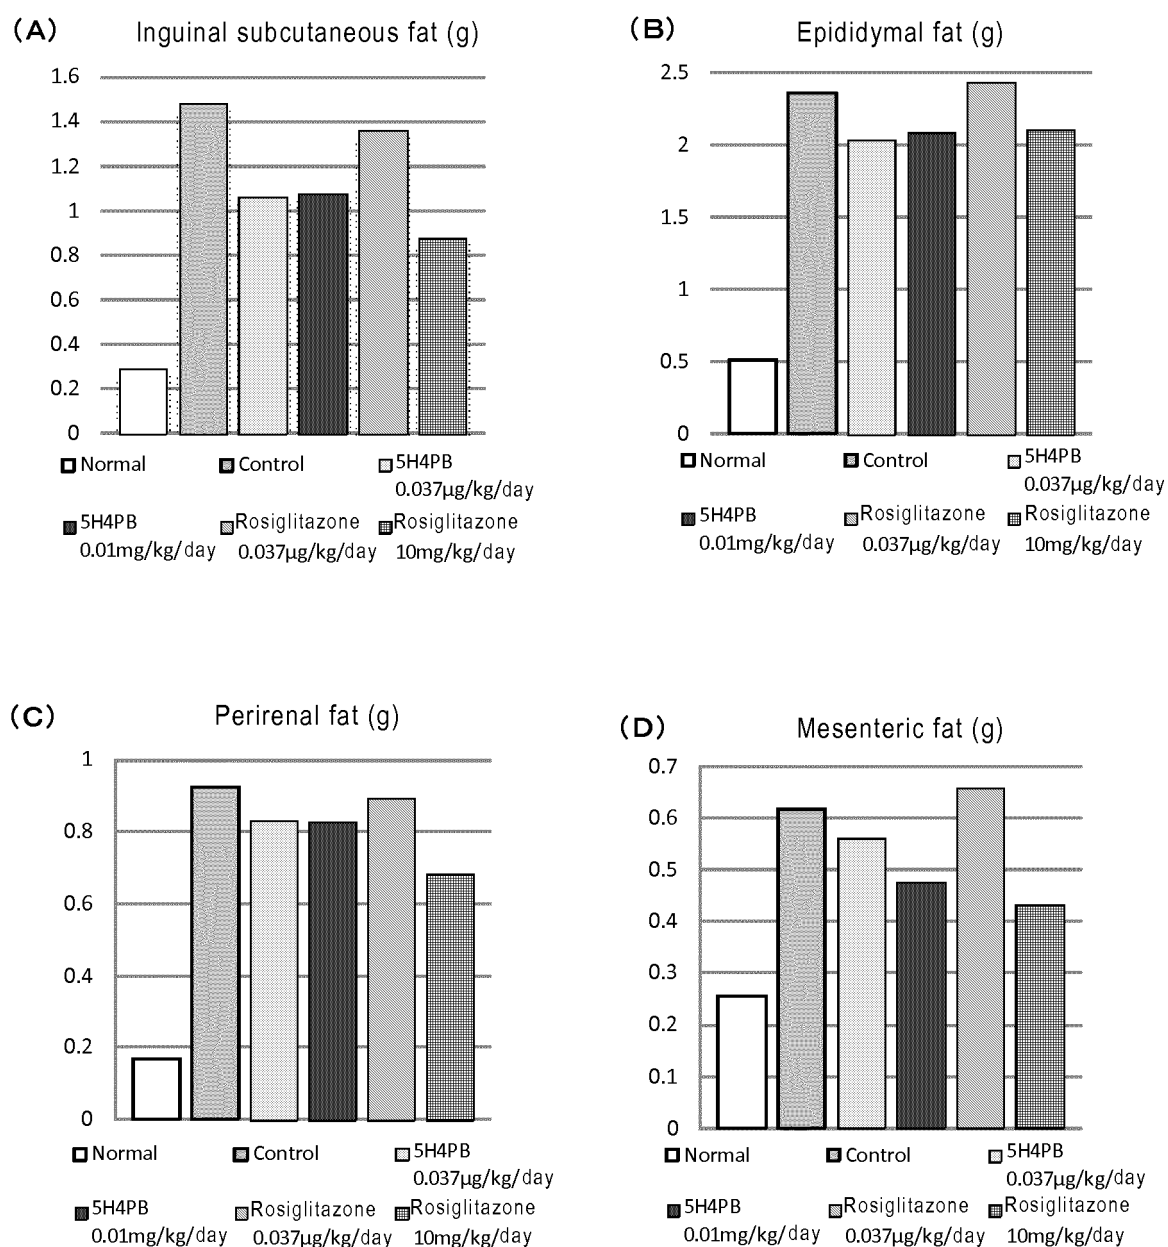 (A) Inguinal subcutaneous fat (g)
1.6
1.4
1.2
1
0.8
0.6
0.4
0.2
0
Normal Control 5H4PB
0.037µg/kg/day
5H4PB Rosiglitazone Rosiglitazone
0.01mg/kg/day 0.037µg/kg/day 10mg/kg/day
(B) Epididymal fat (g)
2.5
2
1.5
1
0.5
0
Normal Control 5H4PB
0.037µg/kg/day
5H4PB Rosiglitazone Rosiglitazone
0.01mg/kg/day 0.037µg/kg/day 10mg/kg/day
(C) Perirenal fat (g)
1
0.8
0.6
0.4
0.2
0
Normal Control 5H4PB
0.037µg/kg/day
5H4PB Rosiglitazone Rosiglitazone
0.01mg/kg/day 0.037µg/kg/day 10mg/kg/day
(D) Mesenteric fat (g)
0.7
0.6
0.5
0.4
0.3
0.2
0.1
0
Normal Control 5H4PB
0.037µg/kg/day
5H4PB Rosiglitazone Rosiglitazone
0.01mg/kg/day 0.037µg/kg/day 10mg/kg/day